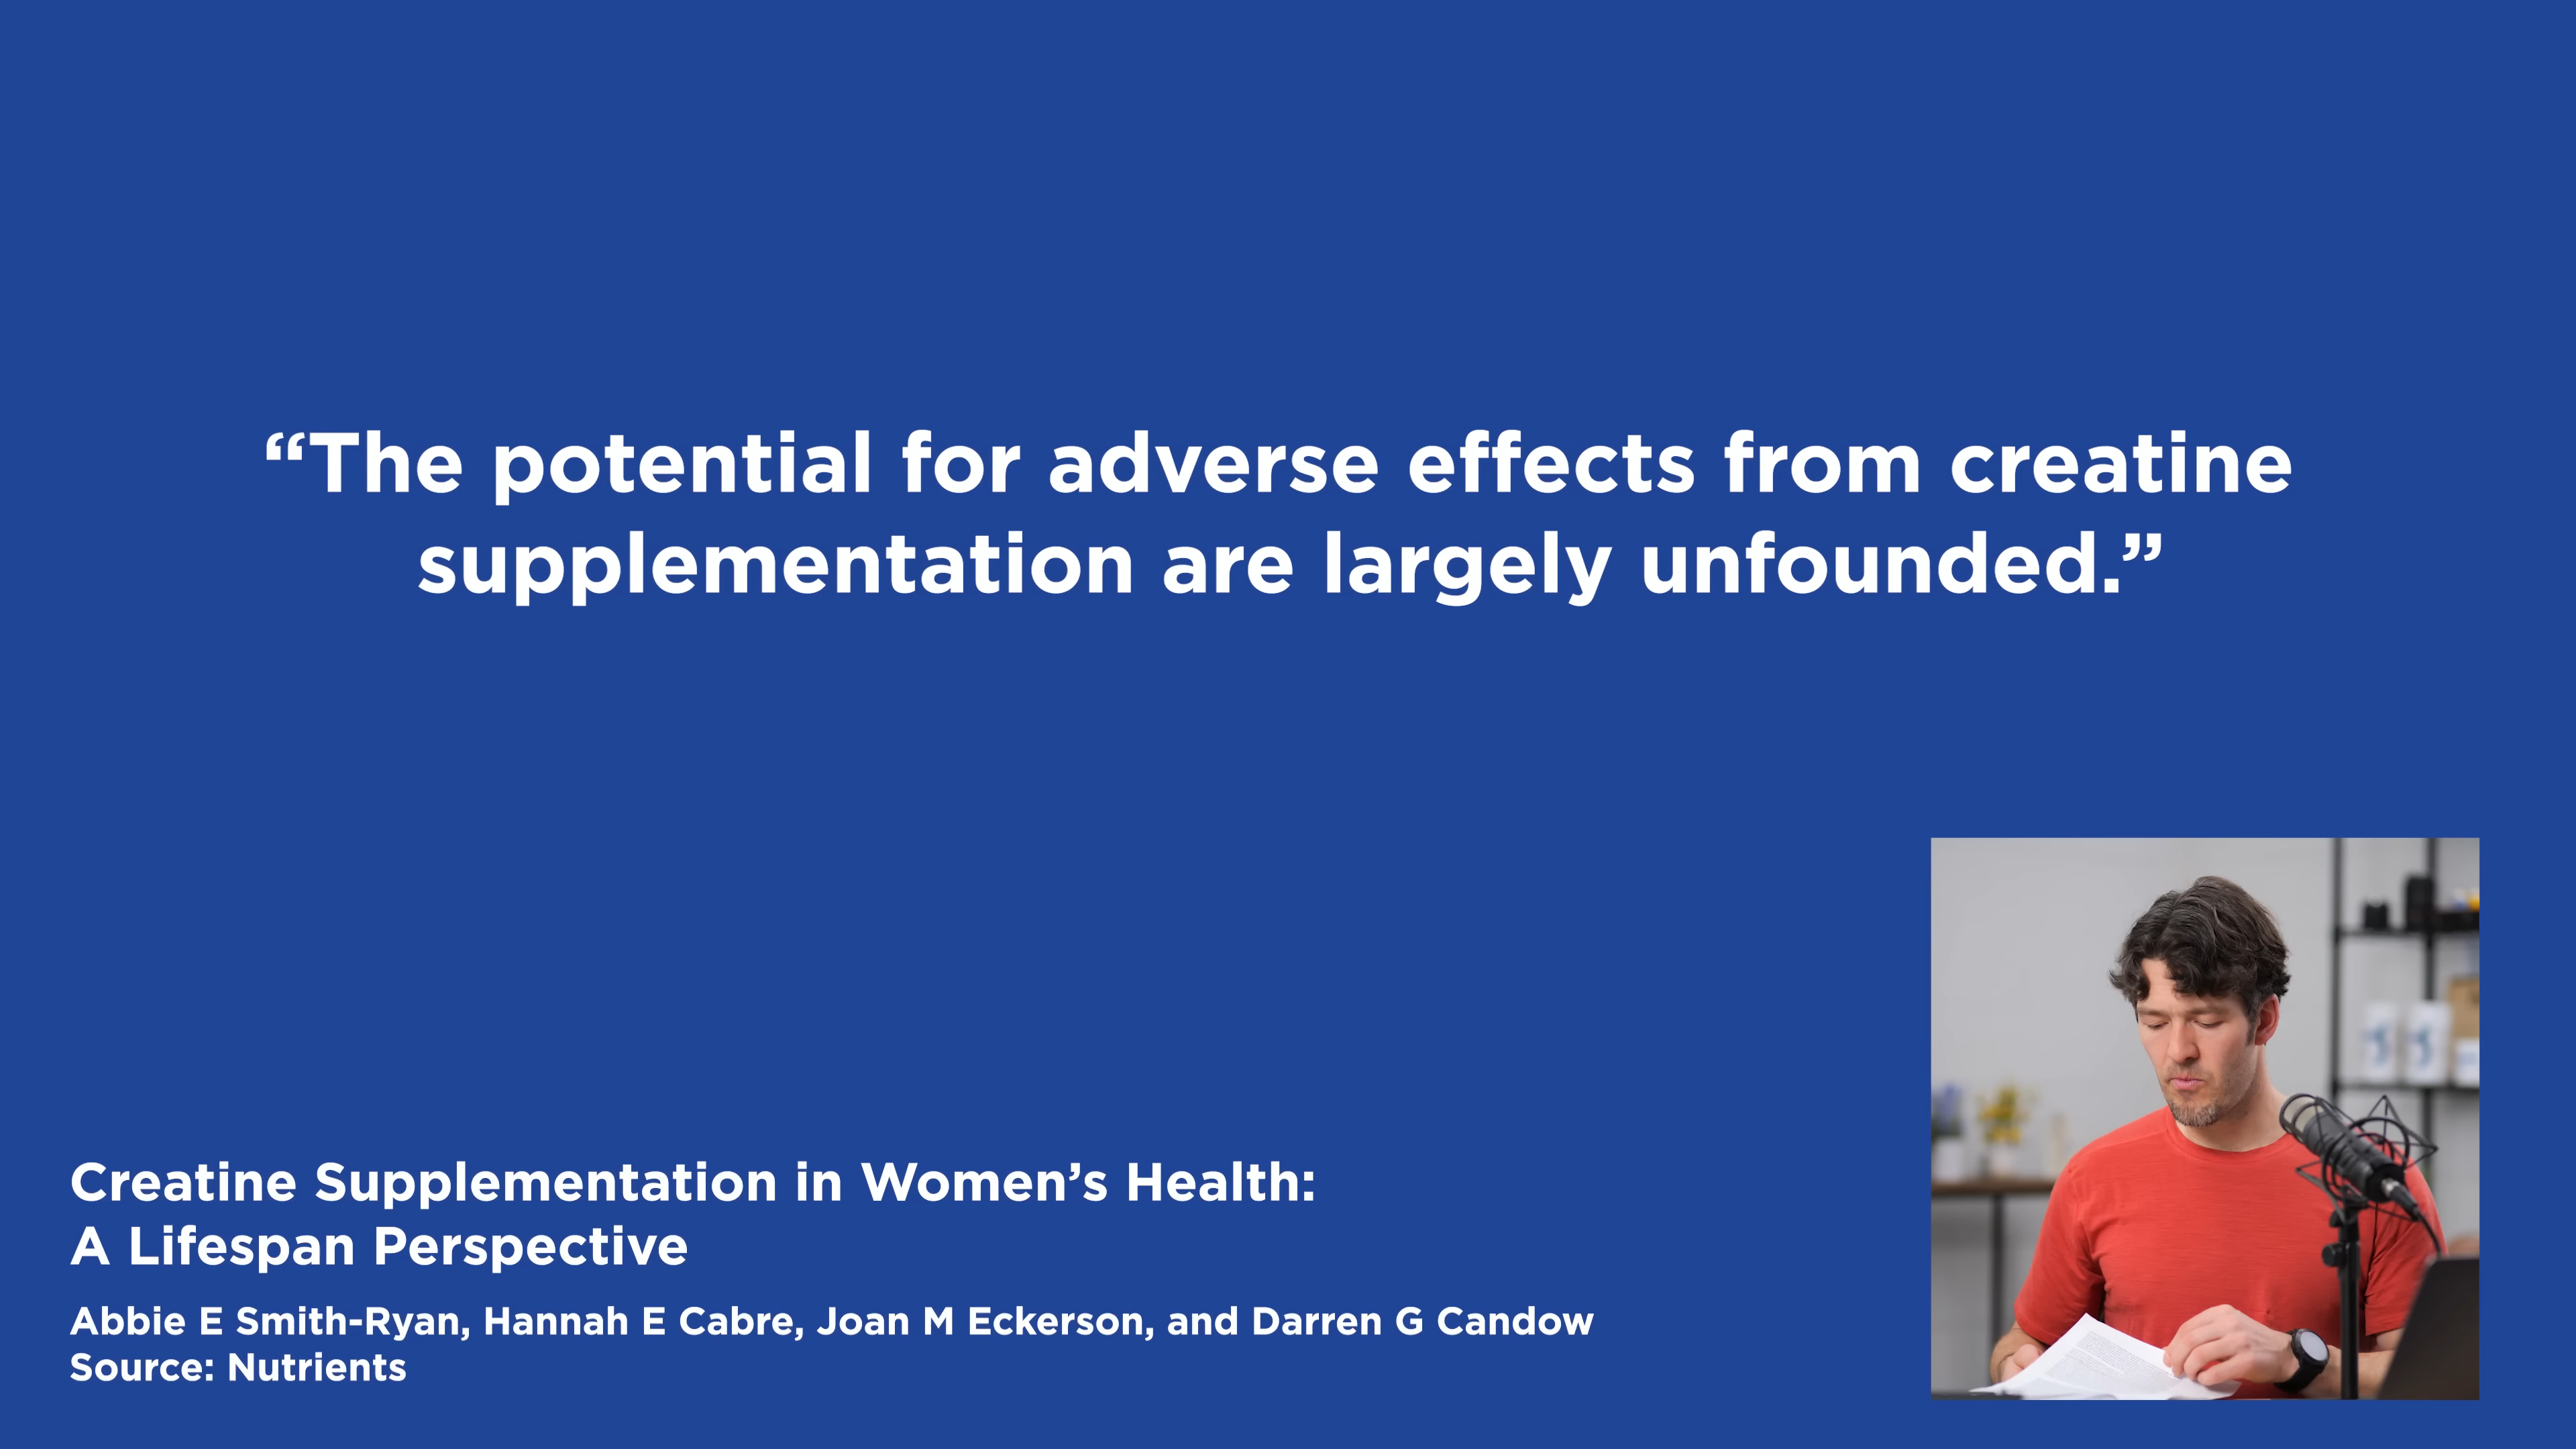 “The potential for adverse effects from creatine
supplementation are largely unfounded.”
Creatine Supplementation in Women’s Health:
A Lifespan Perspective
Abbie E Smith-Ryan, Hannah E Cabre, Joan M Eckerson, and Darren G Candow
Source: Nutrients